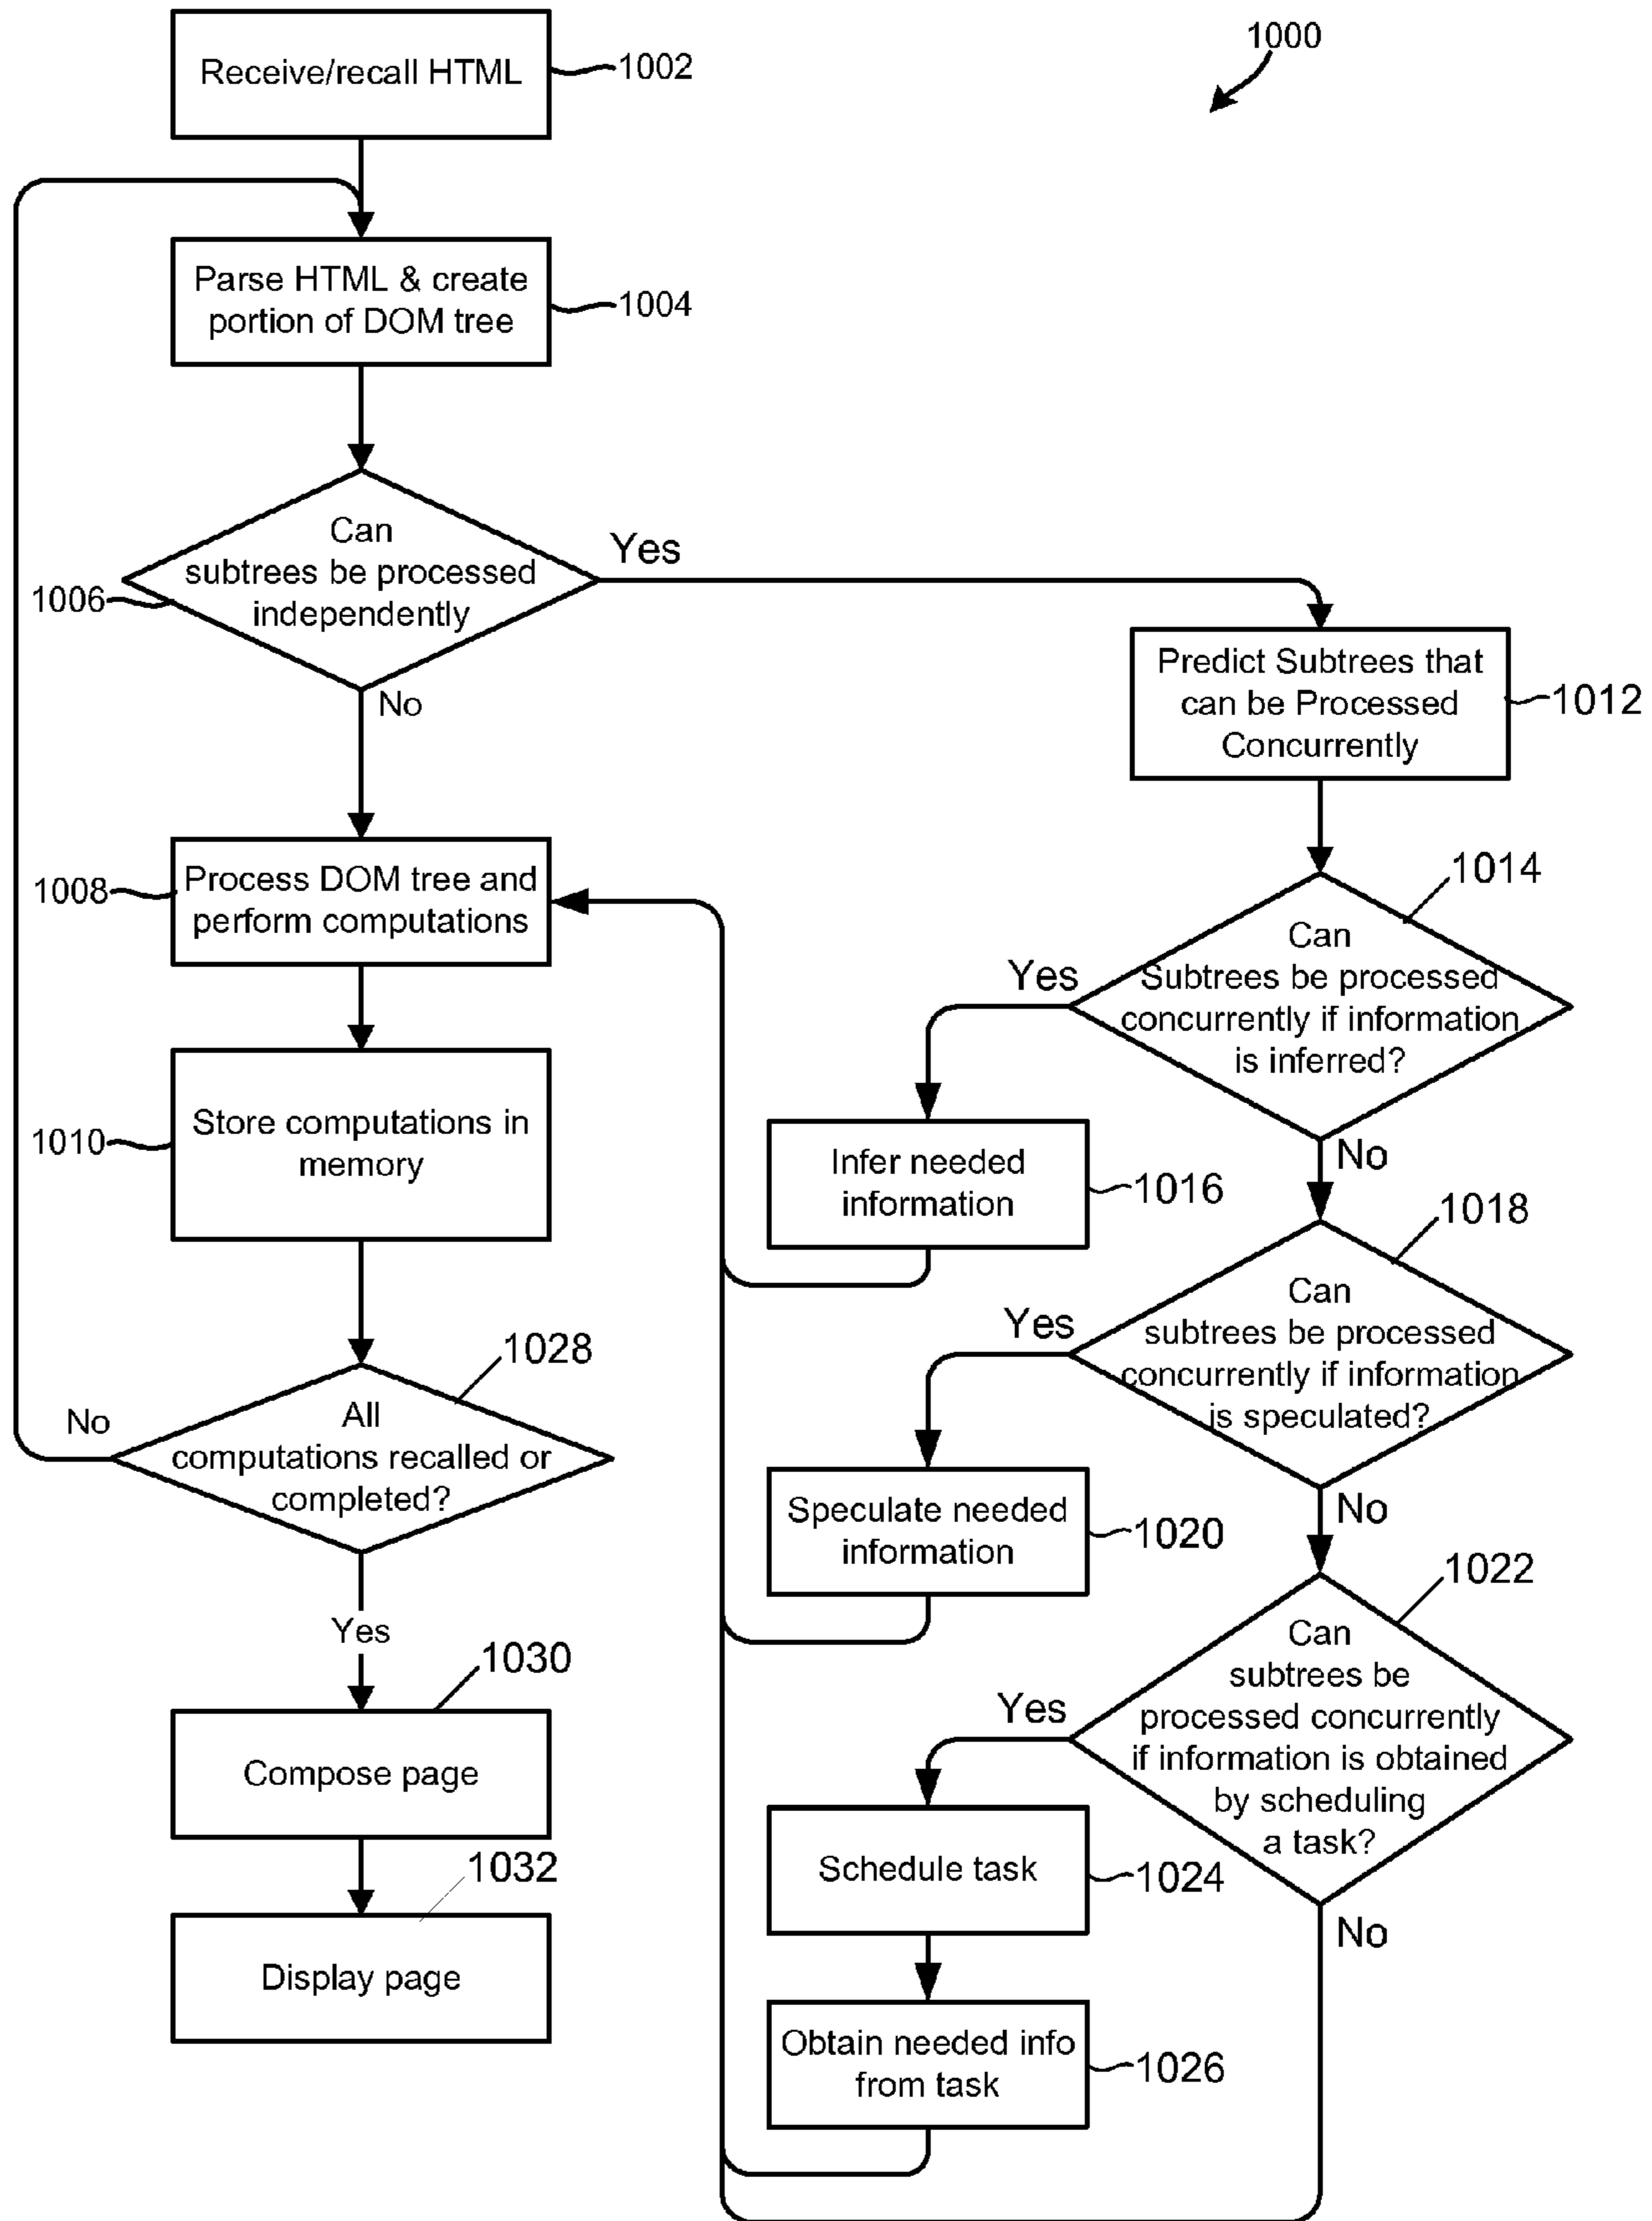 1000
Receive/recall HTML
1002
Parse HTML & create
portion of DOM tree
1004
Can
subtrees be processed
independently
1006
Yes
No
Predict Subtrees that
can be Processed
Concurrently
1012
Process DOM tree and
perform computations
1008
1014
Can
Subtrees be processed
concurrently if information
is inferred?
Yes
No
Store computations in
memory
1010
Infer needed
information
1016
1018
Can
subtrees be processed
concurrently if information
is speculated?
Yes
No
1028
All
computations recalled or
completed?
No
Yes
Speculate needed
information
1020
1022
Can
subtrees be
processed concurrently
if information is obtained
by scheduling
a task?
Yes
No
1030
Compose page
Schedule task
1024
1032
Display page
Obtain needed info
from task
1026